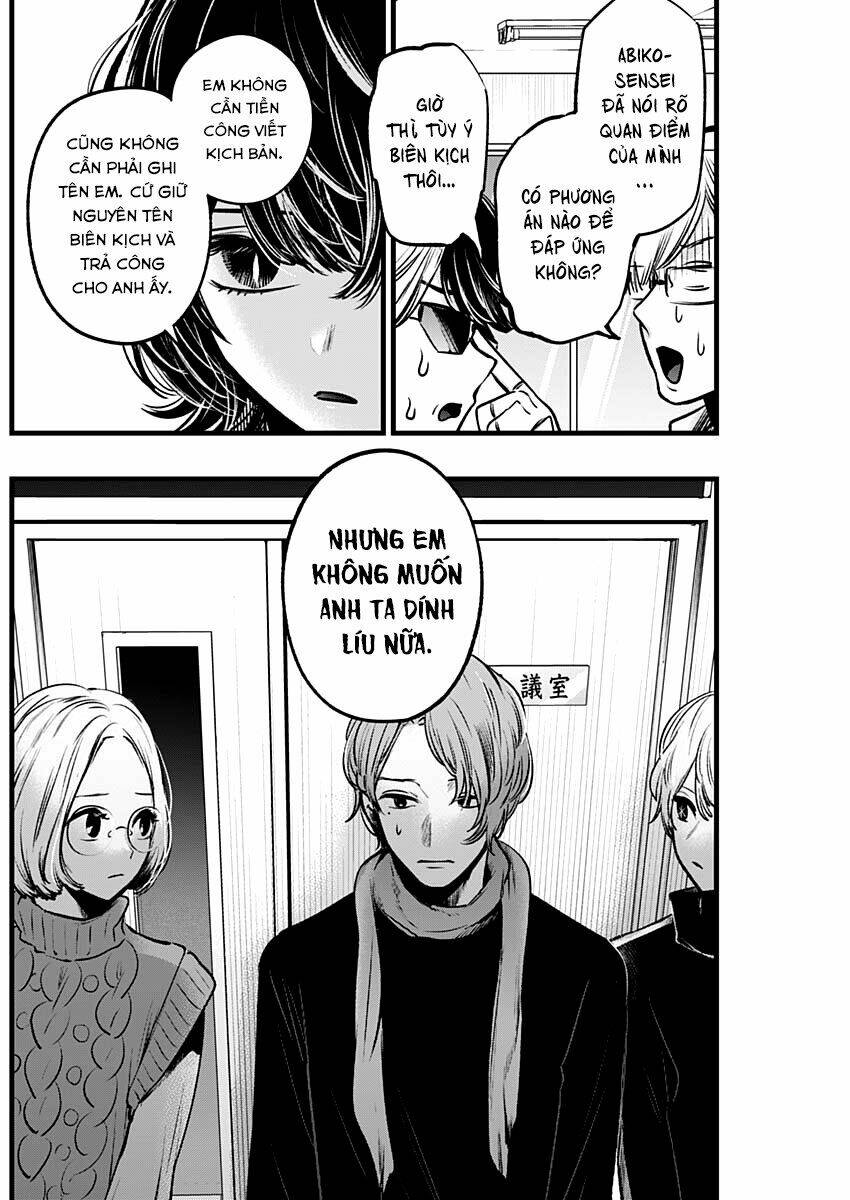 ABIKO-
SENSEI
ĐÃ NÓI RÕ
QUAN ĐIỂM
CỦA MÌNH
...
CÓ PHƯƠNG
ÁN NÀO ĐỂ
ĐÁP ỨNG
KHÔNG?
GIỜ
THÌ TÙY Ý
BIÊN KỊCH
THÔI...
EM KHÔNG
CẦN TIỀN
CÔNG VIẾT
KỊCH BẢN.
CŨNG KHÔNG
CẦN PHẢI GHI
TÊN EM. CỨ GIỮ
NGUYÊN TÊN
BIÊN KỊCH VÀ
TRẢ CÔNG
CHO ANH ẤY.
NHƯNG EM
KHÔNG MUỐN
ANH TA DÍNH
LÍU NỮA.
議室